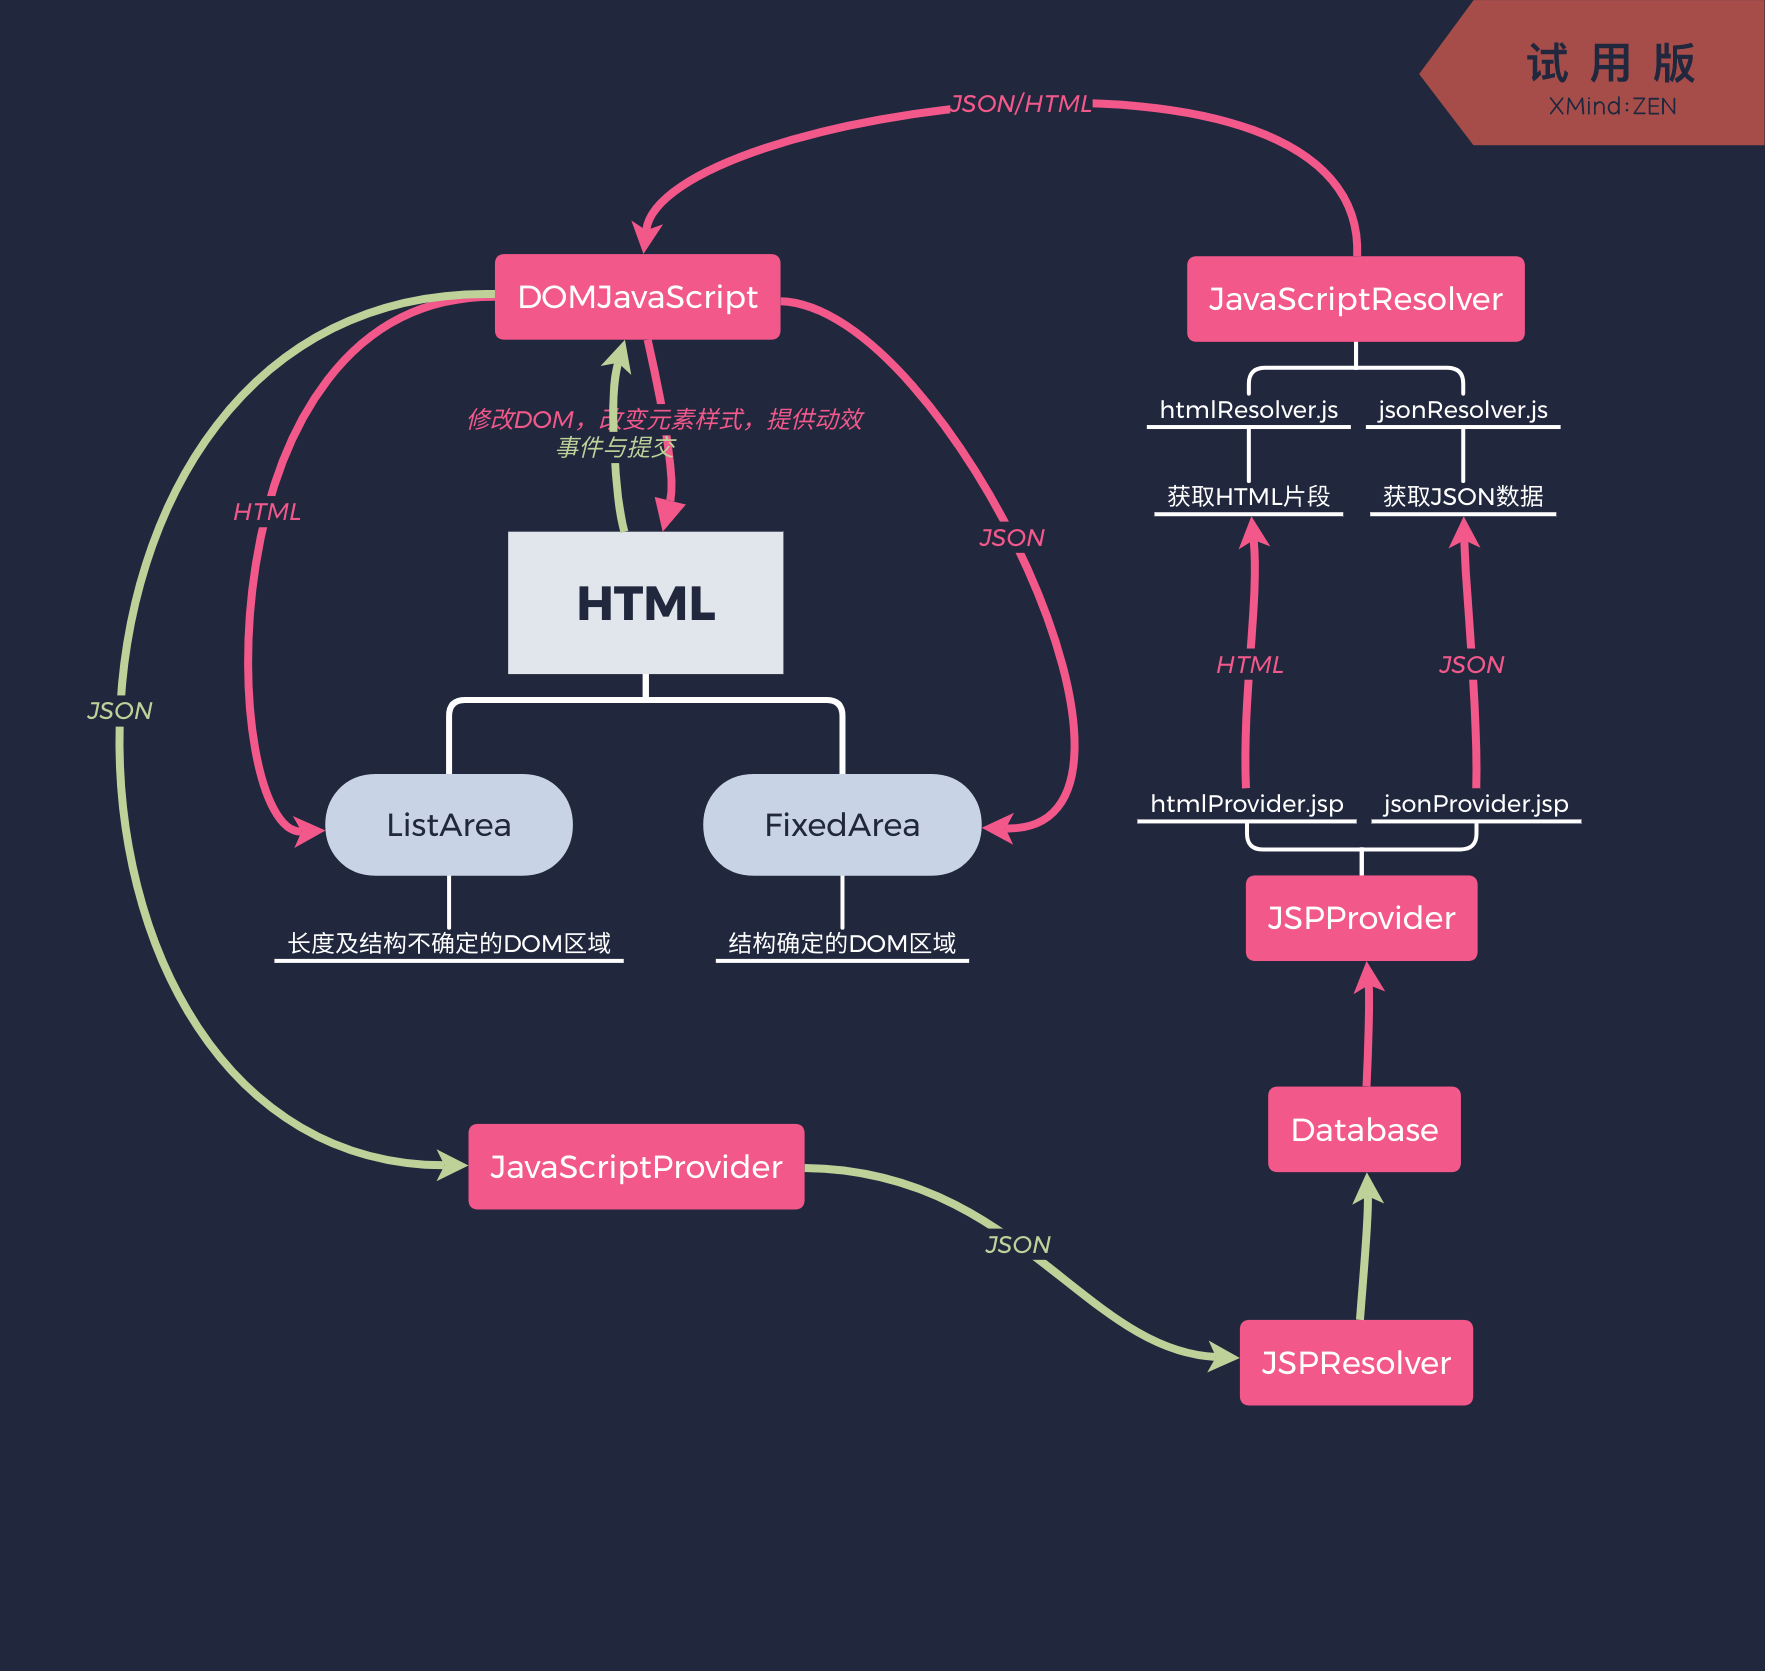 试用版
XMind:ZEN
JSON/HTML
DOMJavaScript
JavaScriptResolver
htmlResolver.js
jsonResolver.js
修改DOM，改变元素样式，提供动效
事件与提交
获取HTML片段
获取JSON数据
HTML
JSON
HTML
HTML
JSON
JSON
htmlProvider.jsp
jsonProvider.jsp
ListArea
FixedArea
JSPProvider
长度及结构不确定的DOM区域
结构确定的DOM区域
Database
JavaScriptProvider
JSON
JSPResolver